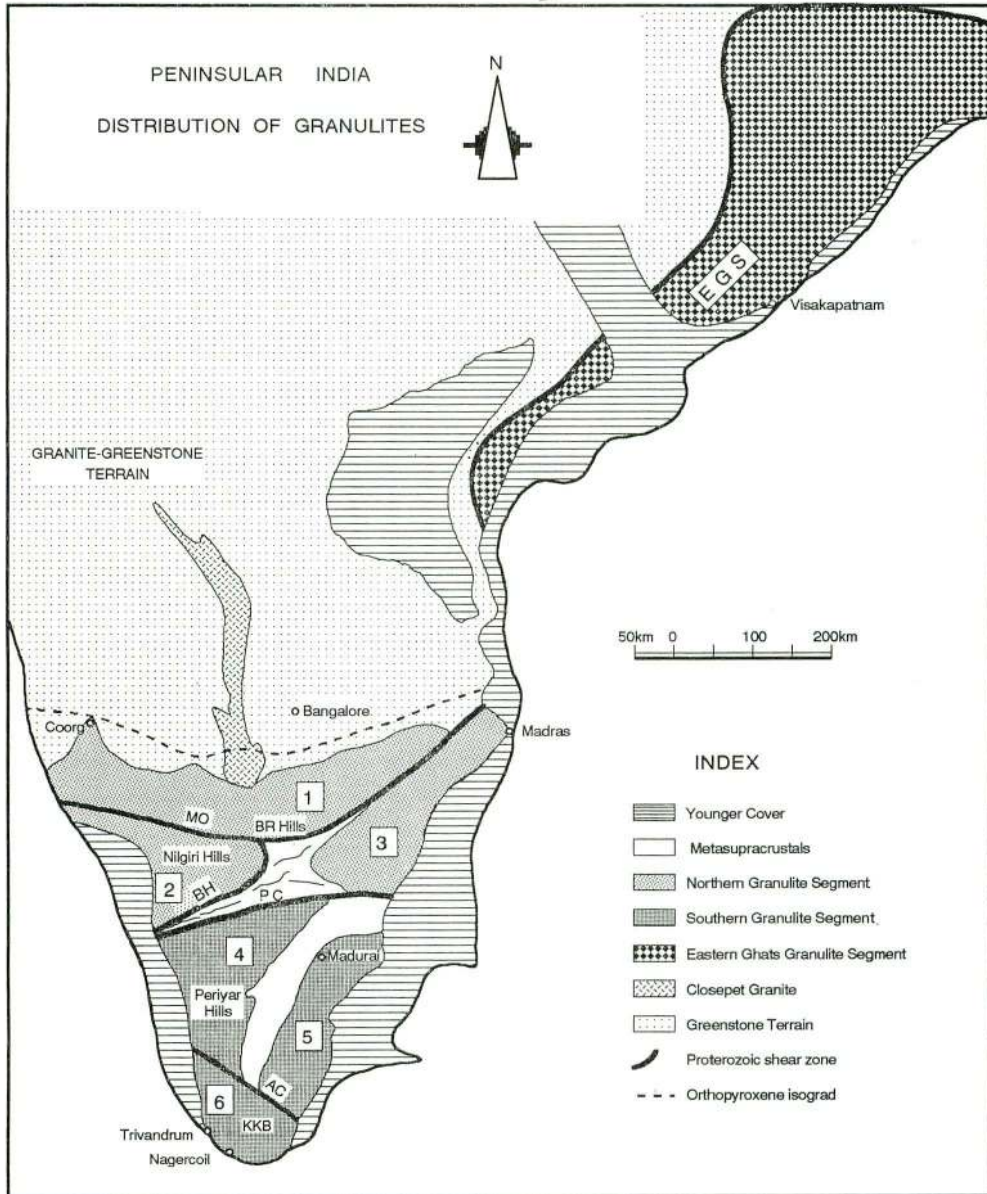 PENINSULAR INDIA
DISTRIBUTION OF GRANULITES
N
EGS
Visakapatnam
GRANITE-GREENSTONE
TERRAIN
50km 0 100 200km
Bangalore
Coorg
Madras
1
MO
BR Hills
3
Nilgiri Hills
2
BH
PC
4
Madurai
Periyar
Hills
5
AC
6
KKB
Trivandrum
Nagercoil
INDEX
Younger Cover
Metasupracrustals
Northern Granulite Segment
Southern Granulite Segment
Eastern Ghats Granulite Segment
Closepet Granite
Greenstone Terrain
Proterozoic shear zone
Orthopyroxene isograd